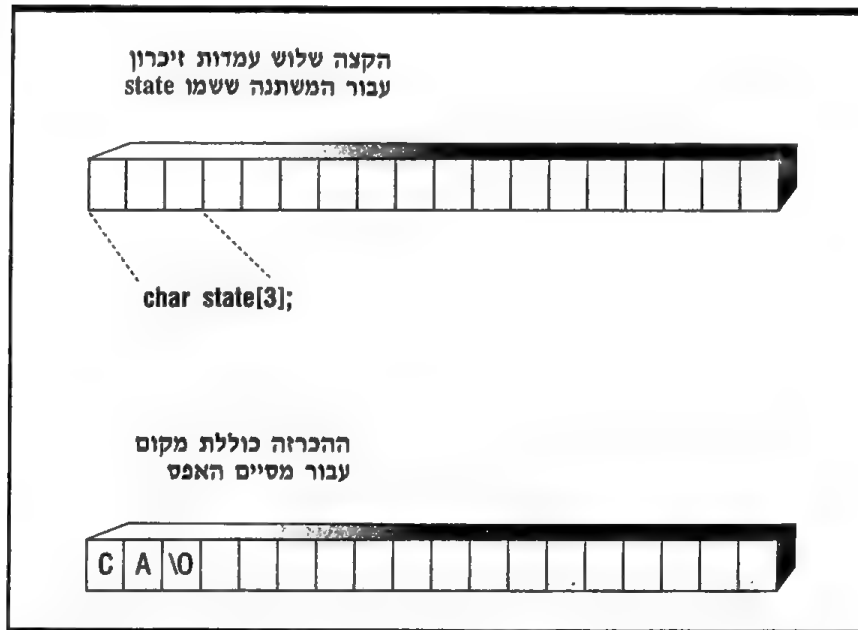 הקצה שלוש עמדות זיכרון
עבור המשתנה ששמו state
char state[3];
ההכרזה כוללת מקום
עבור מסיים האפס
C A \0